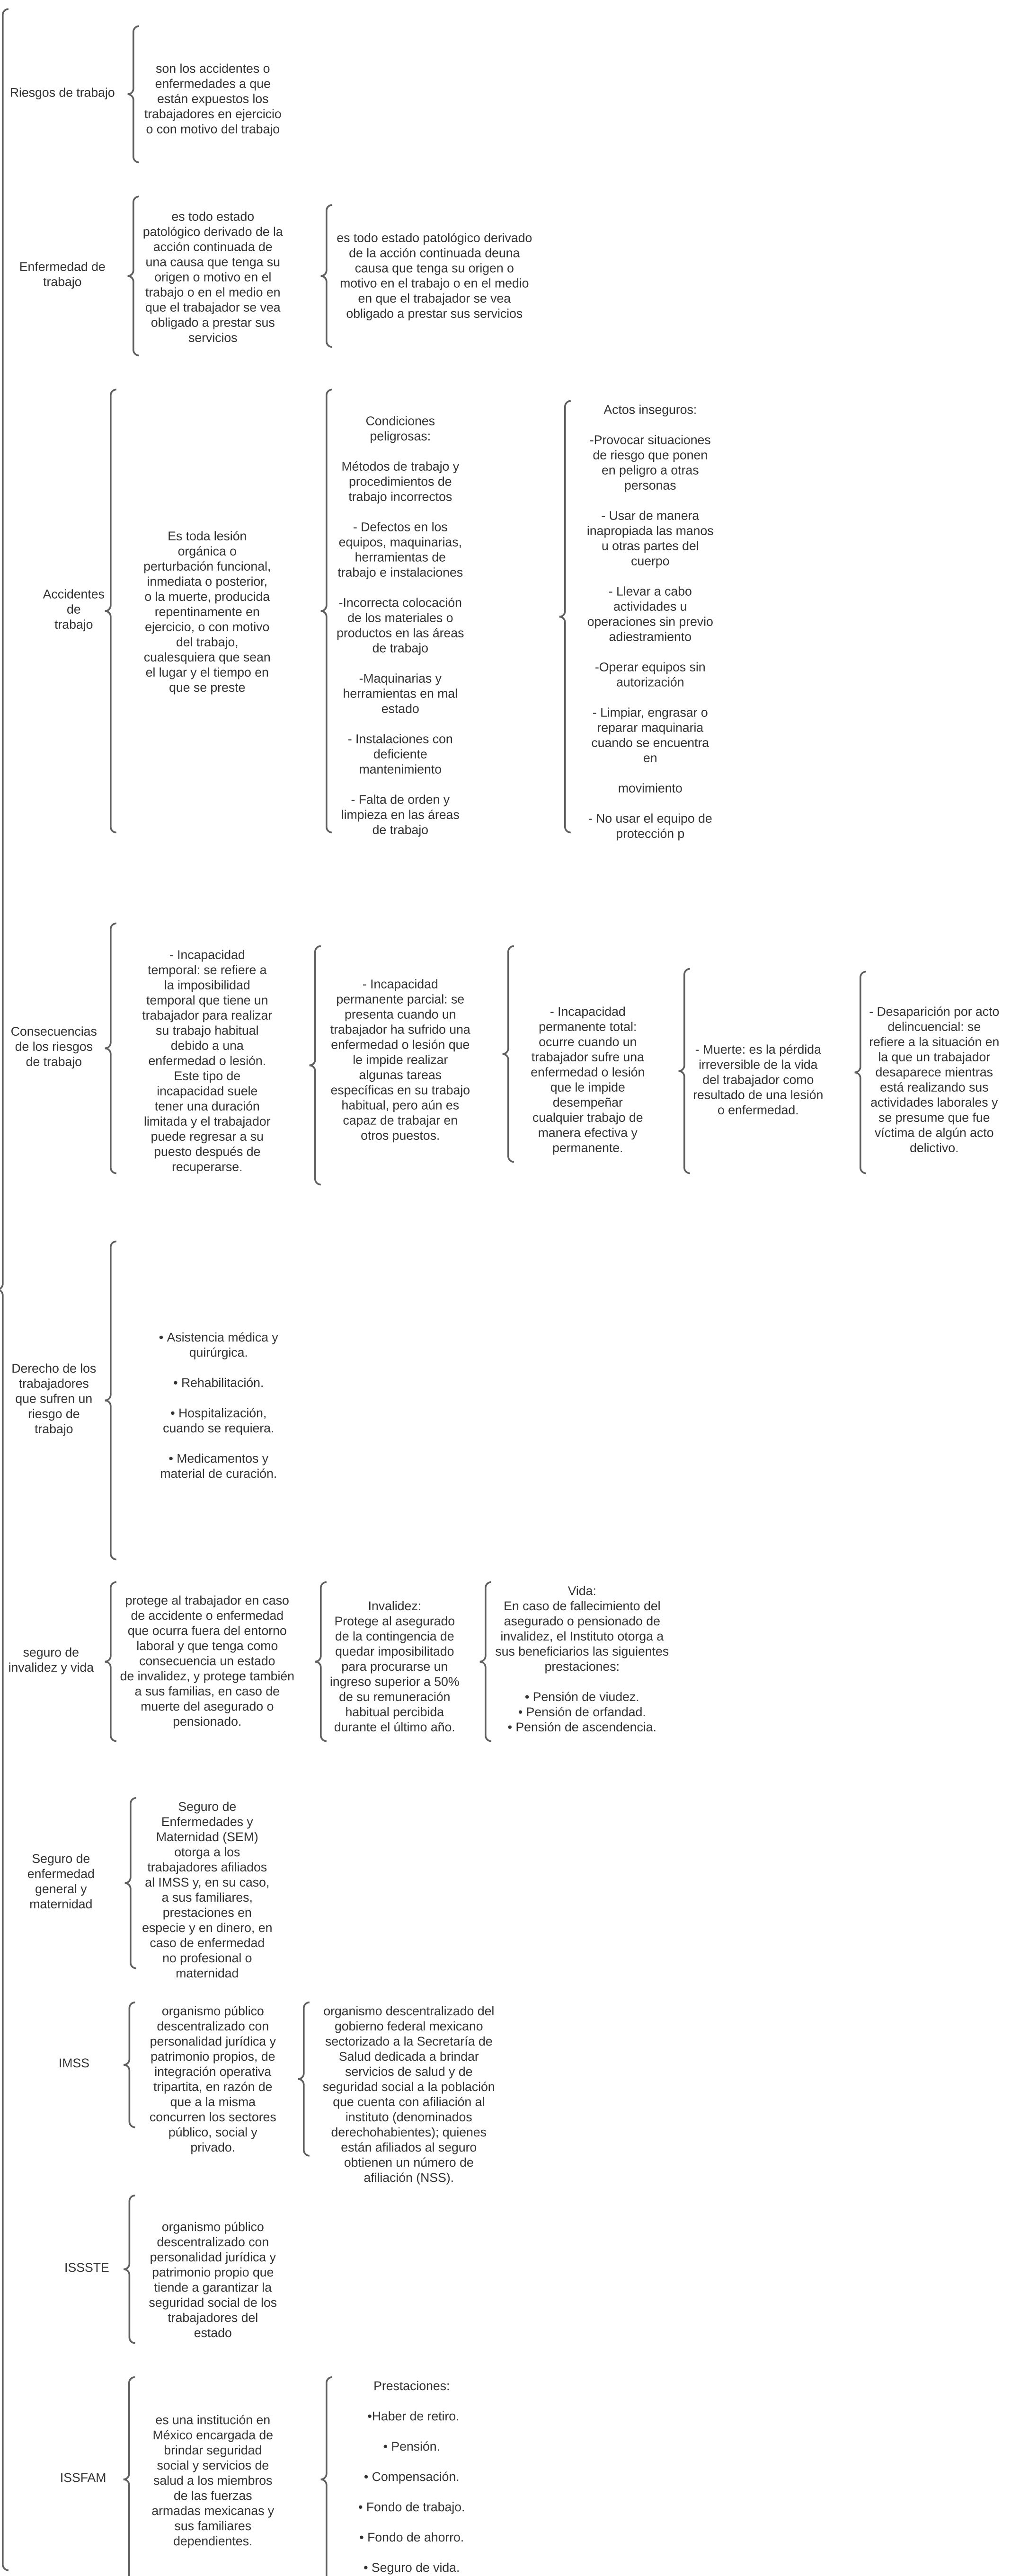 Riesgos de trabajo
son los accidentes o
enfermedades a que
están expuestos los
trabajadores en ejercicio
o con motivo del trabajo
Enfermedad de
trabajo
es todo estado
patológico derivado de la
acción continuada de
una causa que tenga su
origen o motivo en el
trabajo o en el medio en
que el trabajador se vea
obligado a prestar sus
servicios
es todo estado patológico derivado
de la acción continuada deuna
causa que tenga su origen o
motivo en el trabajo o en el medio
en que el trabajador se vea
obligado a prestar sus servicios
Accidentes
de
trabajo
Es toda lesión
orgánica o
perturbación funcional,
inmediata o posterior,
o la muerte, producida
repentinamente en
ejercicio, o con motivo
del trabajo,
cualesquiera que sean
el lugar y el tiempo en
que se preste
Condiciones
peligrosas:
Métodos de trabajo y
procedimientos de
trabajo incorrectos
- Defectos en los
equipos, maquinarias,
herramientas de
trabajo e instalaciones
-Incorrecta colocación
de los materiales o
productos en las áreas
de trabajo
-Maquinarias y
herramientas en mal
estado
- Instalaciones con
deficiente
mantenimiento
- Falta de orden y
limpieza en las áreas
de trabajo
Actos inseguros:
-Provocar situaciones
de riesgo que ponen
en peligro a otras
personas
- Usar de manera
inapropiada las manos
u otras partes del
cuerpo
- Llevar a cabo
actividades u
operaciones sin previo
adiestramiento
-Operar equipos sin
autorización
- Limpiar, engrasar o
reparar maquinaria
cuando se encuentra
en
movimiento
- No usar el equipo de
protección p
Consecuencias
de los riesgos
de trabajo
- Incapacidad
temporal: se refiere a
la imposibilidad
temporal que tiene un
trabajador para realizar
su trabajo habitual
debido a una
enfermedad o lesión.
Este tipo de
incapacidad suele
tener una duración
limitada y el trabajador
puede regresar a su
puesto después de
recuperarse.
- Incapacidad
permanente parcial: se
presenta cuando un
trabajador ha sufrido una
enfermedad o lesión que
le impide realizar
algunas tareas
específicas en su trabajo
habitual, pero aún es
capaz de trabajar en
otros puestos.
- Incapacidad
permanente total:
ocurre cuando un
trabajador sufre una
enfermedad o lesión
que le impide
desempeñar
cualquier trabajo de
manera efectiva y
permanente.
- Muerte: es la pérdida
irreversible de la vida
del trabajador como
resultado de una lesión
o enfermedad.
- Desaparición por acto
delincuencial: se
refiere a la situación en
la que un trabajador
desaparece mientras
está realizando sus
actividades laborales y
se presume que fue
víctima de algún acto
delictivo.
Derecho de los
trabajadores
que sufren un
riesgo de
trabajo
• Asistencia médica y
quirúrgica.
• Rehabilitación.
• Hospitalización,
cuando se requiera.
• Medicamentos y
material de curación.
seguro de
invalidez y vida
protege al trabajador en caso
de accidente o enfermedad
que ocurra fuera del entorno
laboral y que tenga como
consecuencia un estado
de invalidez, y protege también
a sus familias, en caso de
muerte del asegurado o
pensionado.
Invalidez:
Protege al asegurado
de la contingencia de
quedar imposibilitado
para procurarse un
ingreso superior a 50%
de su remuneración
habitual percibida
durante el último año.
Vida:
En caso de fallecimiento del
asegurado o pensionado de
invalidez, el Instituto otorga a
sus beneficiarios las siguientes
prestaciones:
• Pensión de viudez.
• Pensión de orfandad.
• Pensión de ascendencia.
Seguro de
enfermedad
general y
maternidad
Seguro de
Enfermedades y
Maternidad (SEM)
otorga a los
trabajadores afiliados
al IMSS y, en su caso,
a sus familiares,
prestaciones en
especie y en dinero, en
caso de enfermedad
no profesional o
maternidad
IMSS
organismo público
descentralizado con
personalidad jurídica y
patrimonio propios, de
integración operativa
tripartita, en razón de
que a la misma
concurren los sectores
público, social y
privado.
organismo descentralizado del
gobierno federal mexicano
sectorizado a la Secretaría de
Salud dedicada a brindar
servicios de salud y de
seguridad social a la población
que cuenta con afiliación al
instituto (denominados
derechohabientes); quienes
están afiliados al seguro
obtienen un número de
afiliación (NSS).
ISSSTE
organismo público
descentralizado con
personalidad jurídica y
patrimonio propio que
tiende a garantizar la
seguridad social de los
trabajadores del
estado
ISSFAM
es una institución en
México encargada de
brindar seguridad
social y servicios de
salud a los miembros
de las fuerzas
armadas mexicanas y
sus familiares
dependientes.
Prestaciones:
•Haber de retiro.
• Pensión.
• Compensación.
• Fondo de trabajo.
• Fondo de ahorro.
• Seguro de vida.